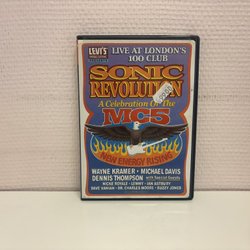 LEVI'S
LIVE AT LONDON'S
100 CLUB
SONIC
REVOLUTION
A Celebration Of The
MC5
NEW ENERGY RISING
WAYNE KRAMER · MICHAEL DAVIS
DENNIS THOMPSON with Special Guests
NICKE ROYALE · LEMMY · IAN ASTBURY
DAVE VANIAN · DR. CHARLES MOORE · RALPH JONES